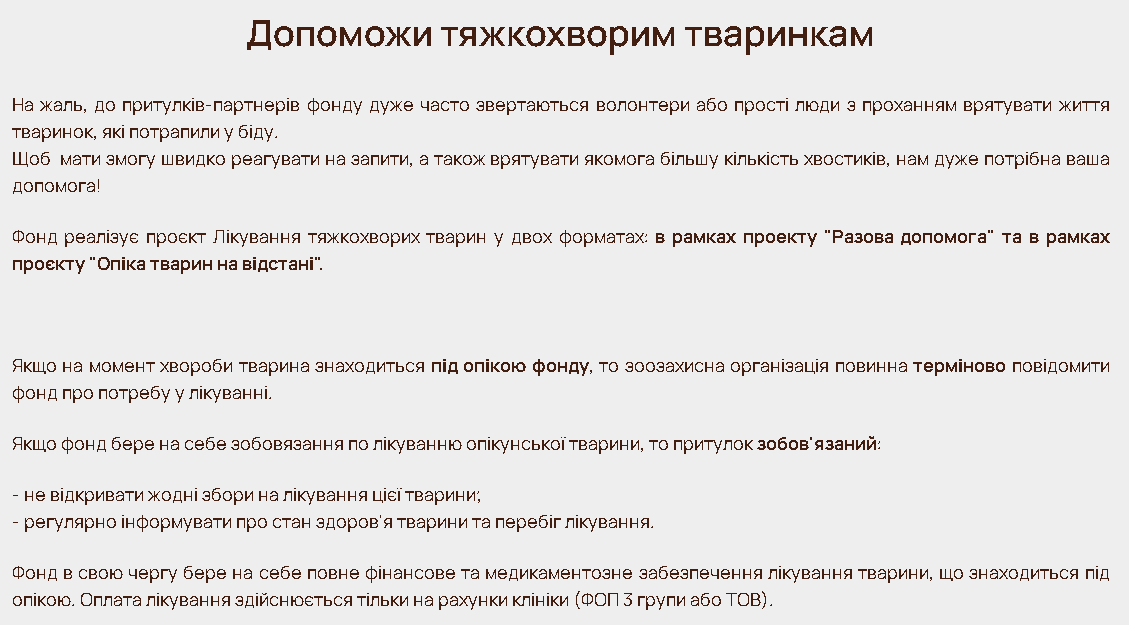 Допоможи тяжкохворим тваринкам
На жаль, до притулків-партнерів фонду дуже часто звертаються волонтери або прості люди з проханням врятувати життя
тваринок, які потрапили у біду.
Щоб мати змогу швидко реагувати на запити, а також врятувати якомога більшу кількість хвостиків, нам дуже потрібна ваша
допомога!
Фонд реалізує проєкт Лікування тяжкохворих тварин у двох форматах: в рамках проекту "Разова допомога" та в рамках
проєкту "Опіка тварин на відстані".
Якщо на момент хвороби тварина знаходиться під опікою фонду, то зоозахисна організація повинна терміново повідомити
фонд про потребу у лікуванні.
Якщо фонд бере на себе зобовязання по лікуванню опікунської тварини, то притулок зобов'язаний:
- не відкривати жодні збори на лікування цієї тварини;
- регулярно інформувати про стан здоров'я тварини та перебіг лікування.
Фонд в свою чергу бере на себе повне фінансове та медикаментозне забезпечення лікування тварини, що знаходиться під
опікою. Оплата лікування здійснюється тільки на рахунки клініки (ФОП 3 групи або ТОВ).